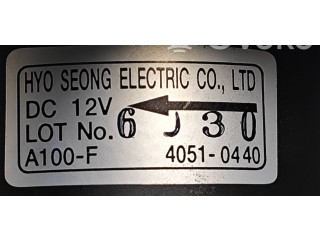 HYO SEONG ELECTRIC CO., LTD
DC 12V
LOT No. 6 J 30
A100-F 4051-0440